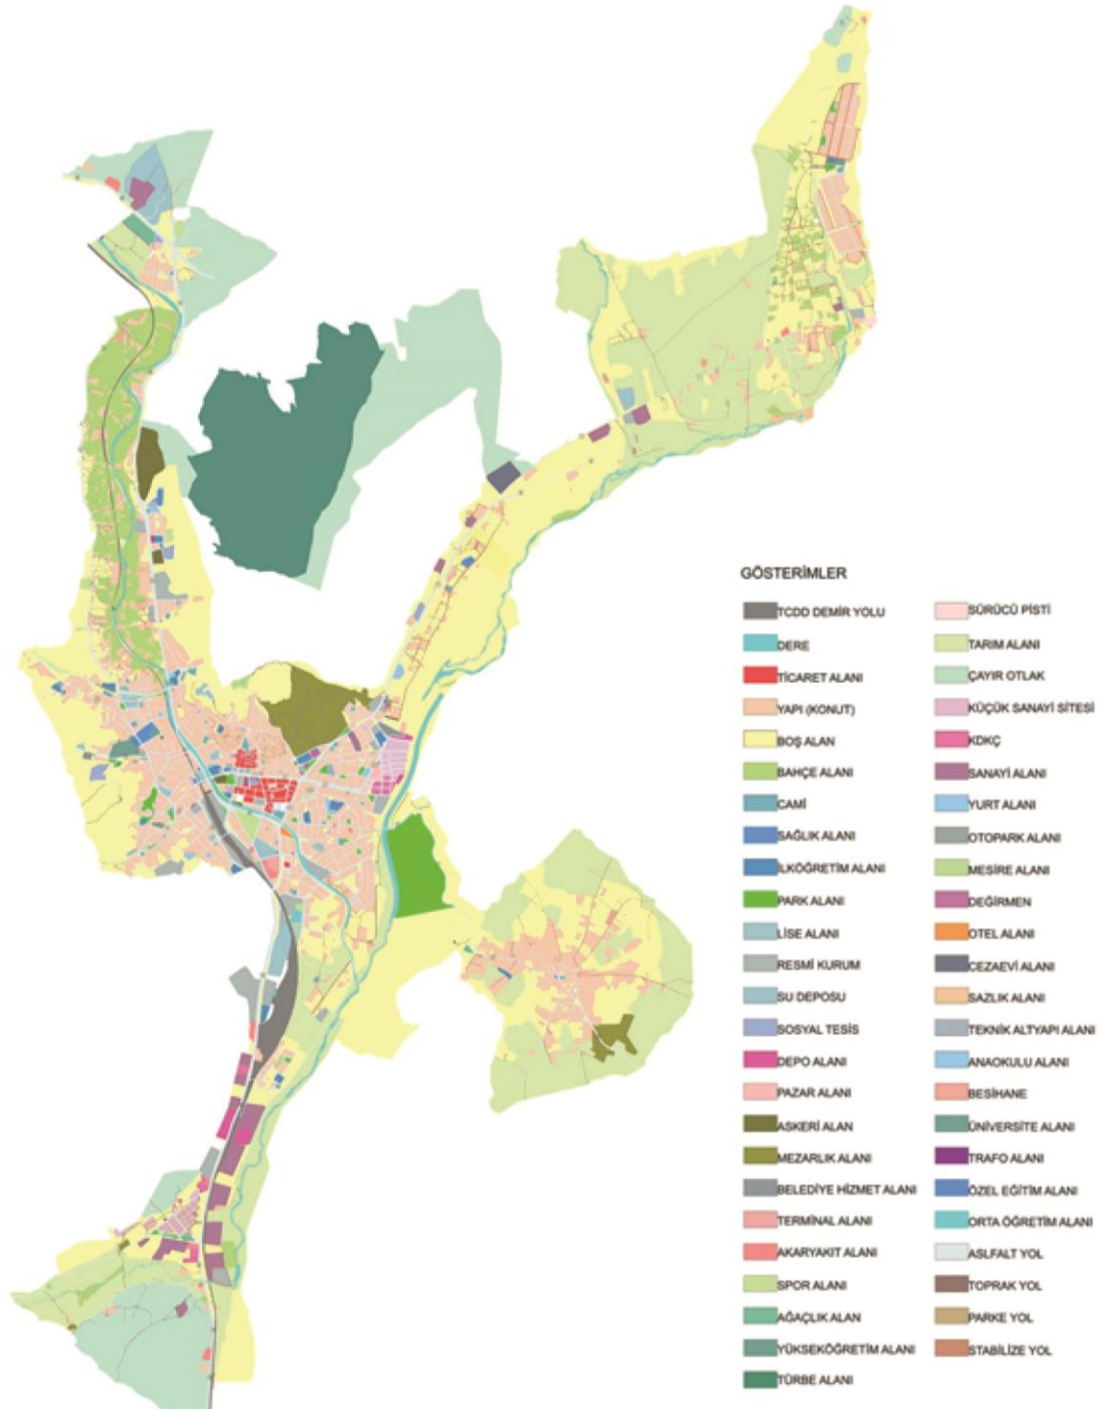 GÖSTERİMLER
TCDD DEMİR YOLU
DERE
TİCARET ALANI
YAPI (KONUT)
BOŞ ALAN
BAHÇE ALANI
CAMİ
SAĞLIK ALANI
İLKÖĞRETİM ALANI
PARK ALANI
LİSE ALANI
RESMİ KURUM
SU DEPOSU
SOSYAL TESİS
DEPO ALANI
PAZAR ALANI
ASKERİ ALAN
MEZARLIK ALANI
BELEDİYE HİZMET ALANI
TERMİNAL ALANI
AKARYAKIT ALANI
SPOR ALANI
AĞAÇLIK ALAN
YÜKSEKÖĞRETİM ALANI
TÜRBE ALANI
SÜRÜCÜ PİSTİ
TARIM ALANI
ÇAYIR OTLAK
KÜÇÜK SANAYİ SİTESİ
KDKÇ
SANAYİ ALANI
YURT ALANI
OTOPARK ALANI
MESİRE ALANI
DEĞİRMEN
OTEL ALANI
CEZAEVİ ALANI
SAZLIK ALANI
TEKNİK ALTYAPI ALANI
ANAOKULU ALANI
BESİHANE
ÜNİVERSİTE ALANI
TRAFO ALANI
ÖZEL EĞİTİM ALANI
ORTA ÖĞRETİM ALANI
ASLFALT YOL
TOPRAK YOL
PARKE YOL
STABİLİZE YOL